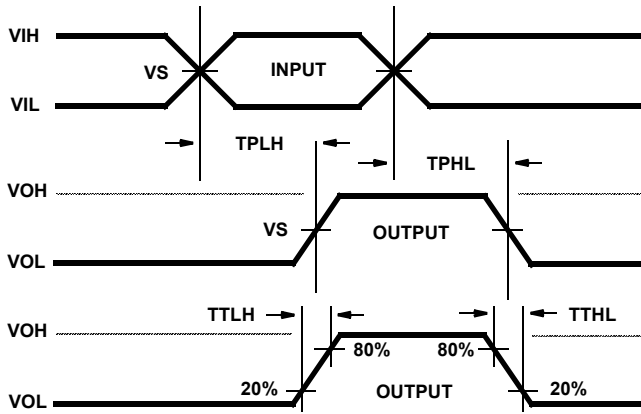 VIH
VS
INPUT
VIL
TPLH
TPHL
VOH
VS
OUTPUT
VOL
TTLH
TTHL
VOH
80%
80%
20%
OUTPUT
20%
VOL